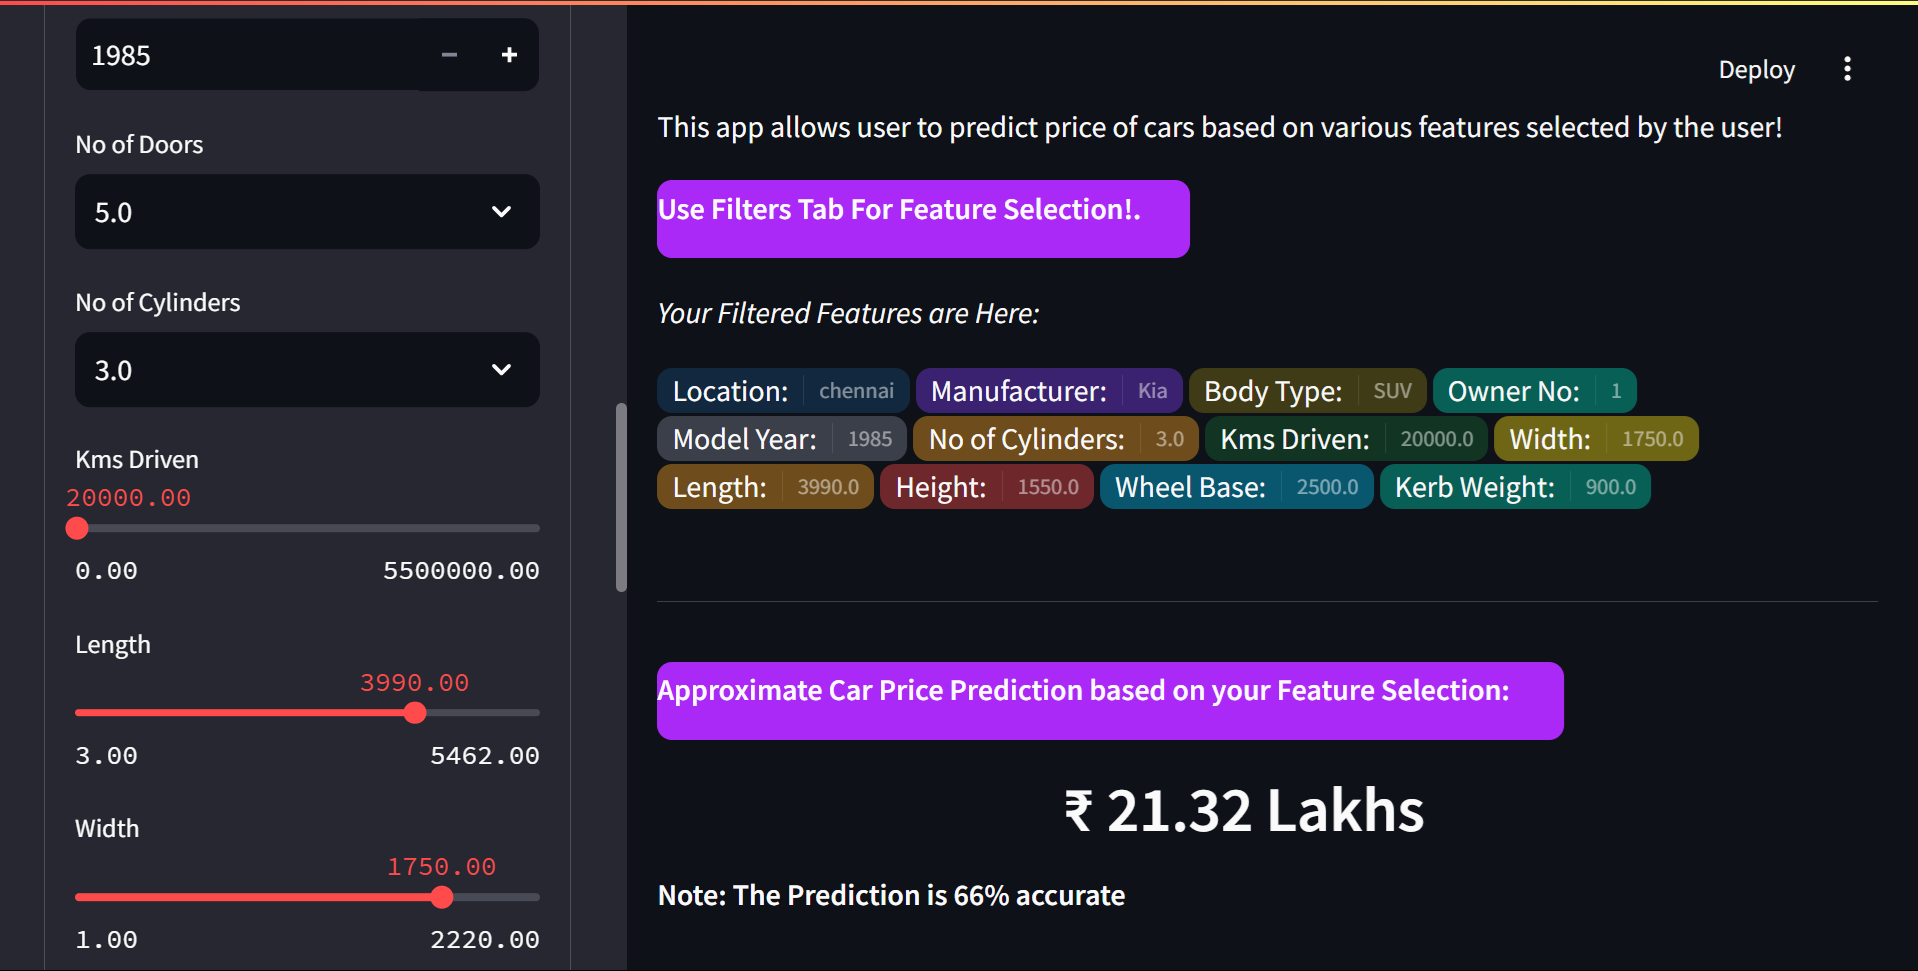 1985
No of Doors
5.0
No of Cylinders
3.0
Kms Driven
20000.00
0.00 5500000.00
Length
3990.00
3.00 5462.00
Width
1750.00
1.00 2220.00
Deploy
This app allows user to predict price of cars based on various features selected by the user!
Use Filters Tab For Feature Selection!.
Your Filtered Features are Here:
Location: chennai Manufacturer: Kia Body Type: SUV Owner No: 1
Model Year: 1985 No of Cylinders: 3.0 Kms Driven: 20000.0 Width: 1750.0
Length: 3990.0 Height: 1550.0 Wheel Base: 2500.0 Kerb Weight: 900.0
Approximate Car Price Prediction based on your Feature Selection:
₹ 21.32 Lakhs
Note: The Prediction is 66% accurate